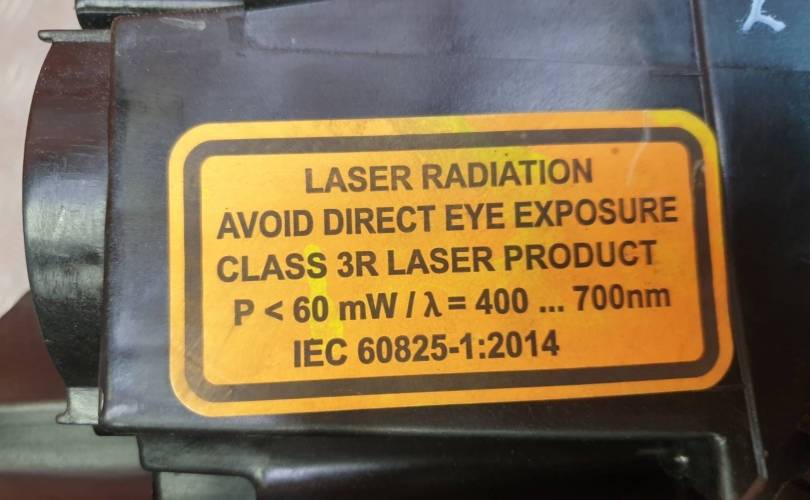 LASER RADIATION
AVOID DIRECT EYE EXPOSURE
CLASS 3R LASER PRODUCT
P < 60 mW / λ = 400 ... 700nm
IEC 60825-1:2014